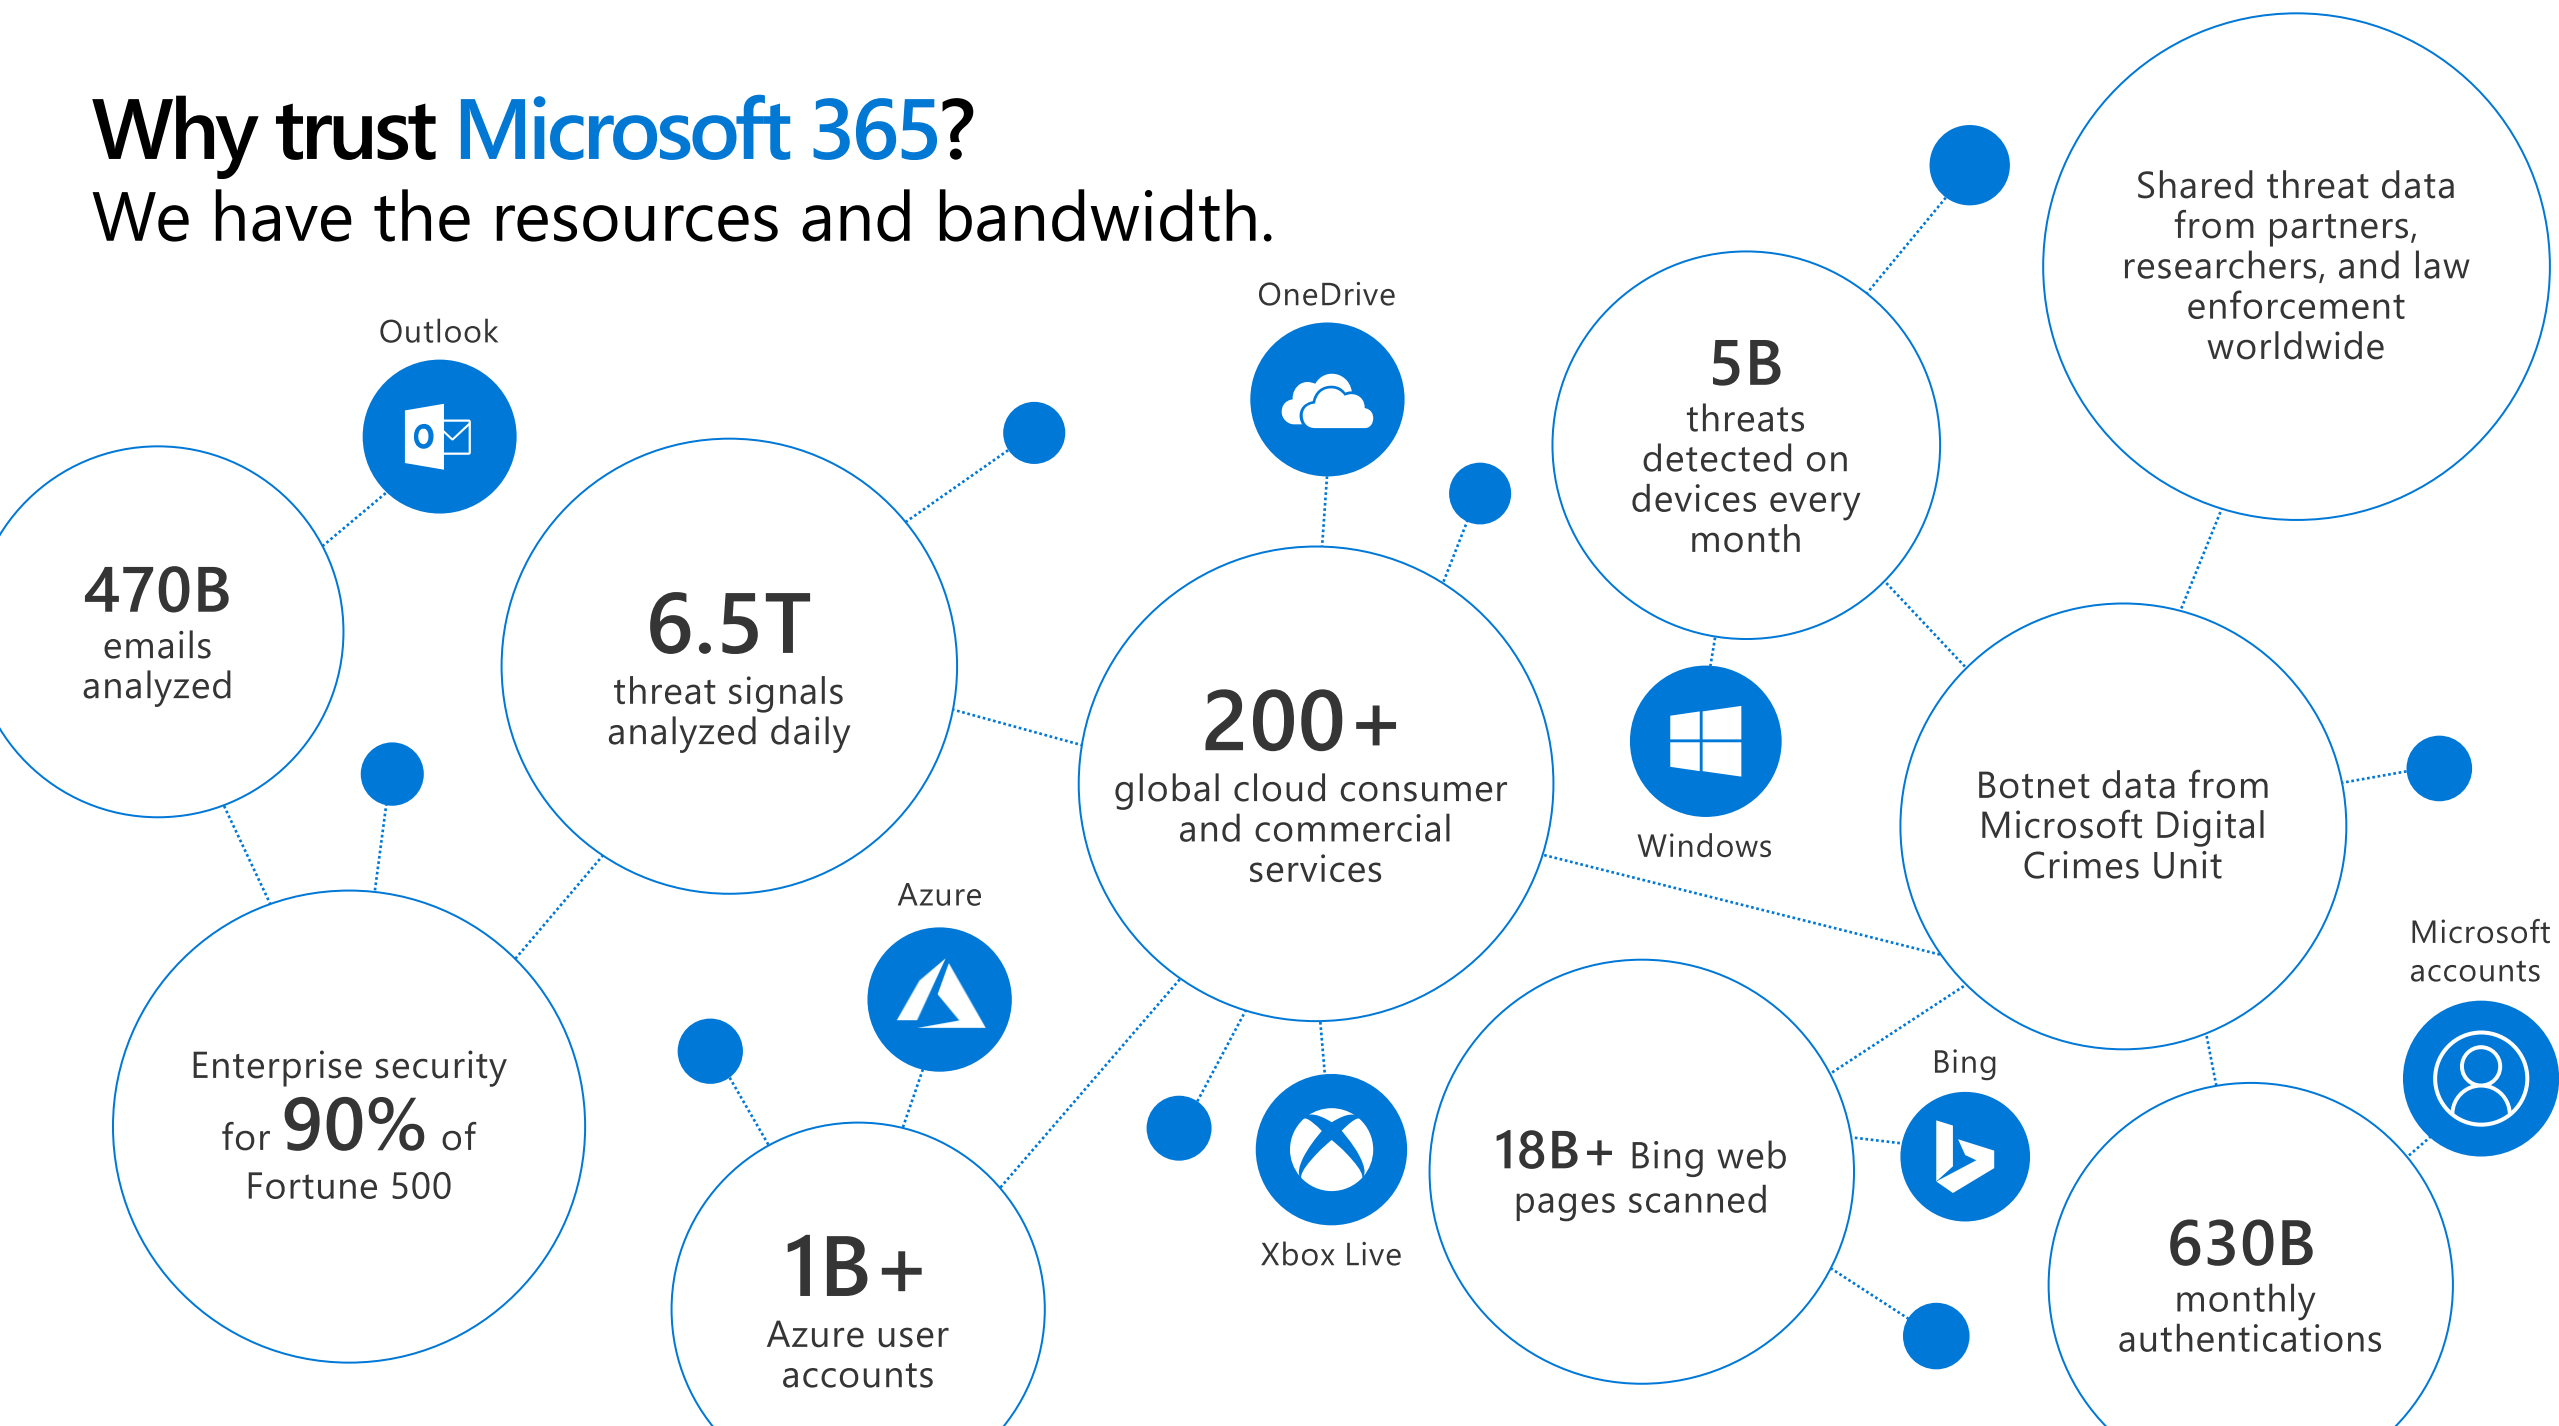 Why trust Microsoft 365?
We have the resources and bandwidth.
Outlook
470B
emails
analyzed
6.5T
threat signals
analyzed daily
Enterprise security
for 90% of
Fortune 500
Azure
1B+
Azure user
accounts
OneDrive
200+
global cloud consumer
and commercial
services
Xbox Live
5B
threats
detected on
devices every
month
Windows
Shared threat data
from partners,
researchers, and law
enforcement
worldwide
Botnet data from
Microsoft Digital
Crimes Unit
18B+ Bing web
pages scanned
Bing
Microsoft
accounts
630B
monthly
authentications